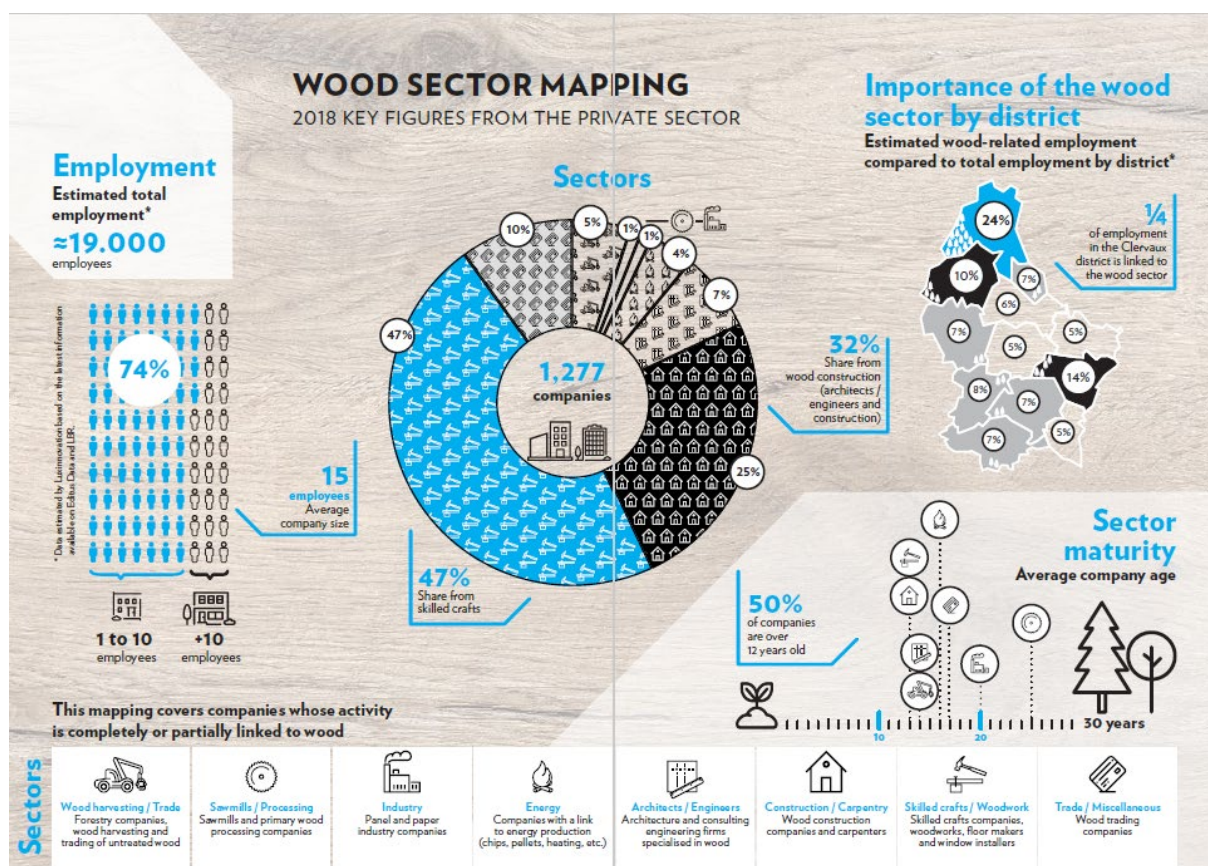 WOOD SECTOR MAPPING
2018 KEY FIGURES FROM THE PRIVATE SECTOR
Employment
Estimated total
employment*
≈19.000
employees
74%
* Data estimated by Luxinnovation based on the latest information
available on Editus Data and LBR.
15
employees
Average
company size
1 to 10
employees
+10
employees
Sectors
10%
5%
1%
1%
4%
7%
47%
25%
1,277
companies
47%
Share from
skilled crafts
32%
Share from
wood construction
(architects /
engineers and
construction)
Importance of the wood
sector by district
Estimated wood-related employment
compared to total employment by district*
24%
10%
7%
6%
7%
5%
5%
14%
8%
7%
7%
5%
¼
of employment
in the Clervaux
district is linked to
the wood sector
Sector
maturity
Average company age
50%
of companies
are over
12 years old
10
20
30 years
This mapping covers companies whose activity
is completely or partially linked to wood
Sectors
Wood harvesting / Trade
Forestry companies,
wood harvesting and
trading of untreated wood
Sawmills / Processing
Sawmills and primary wood
processing companies
Industry
Panel and paper
industry companies
Energy
Companies with a link
to energy production
(chips, pellets, heating, etc.)
Architects / Engineers
Architecture and consulting
engineering firms
specialised in wood
Construction / Carpentry
Wood construction
companies and carpenters
Skilled crafts / Woodwork
Skilled crafts companies,
woodworks, floor makers
and window installers
Trade / Miscellaneous
Wood trading
companies